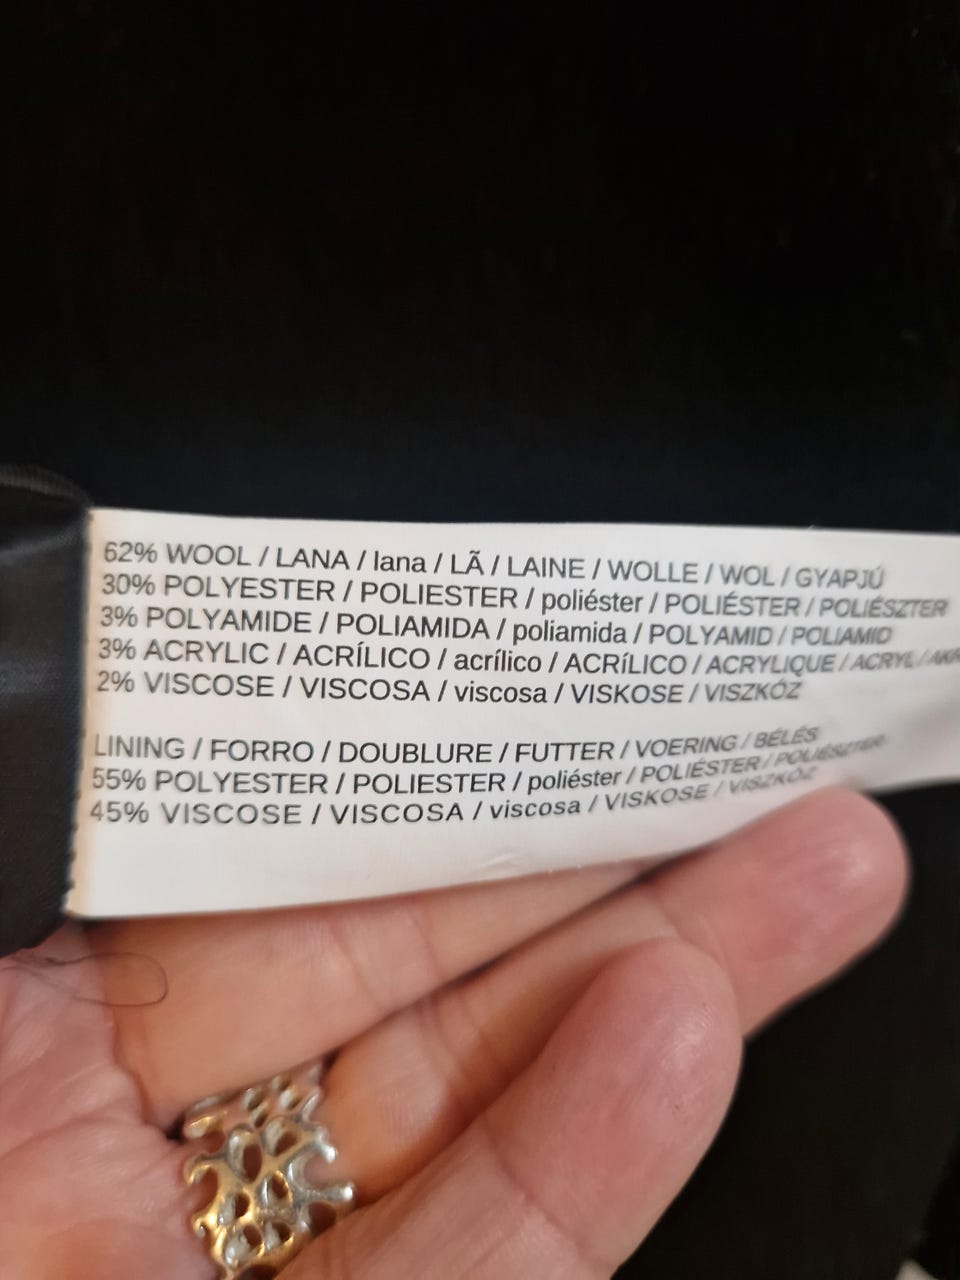 62% WOOL / LANA / lana / LÃ / LAINE / WOLLE / WOL / GYAPJÚ
30% POLYESTER / POLIESTER / poliéster / POLIÉSTER / POLIÉSZTER
3% POLYAMIDE / POLIAMIDA / poliamida / POLYAMID / POLIAMID
3% ACRYLIC / ACRÍLICO / acrílico / ACRíLICO / ACRYLIQUE / ACRYL /
2% VISCOSE / VISCOSA / viscosa / VISKOSE / VISZKÓZ
LINING / FORRO / DOUBLURE / FUTTER / VOERING / BÉLÉS
55% POLYESTER / POLIESTER / poliéster / POLIÉSTER / POLIÉSZTER
45% VISCOSE / VISCOSA / viscosa / VISKOSE / VISZKÓZ